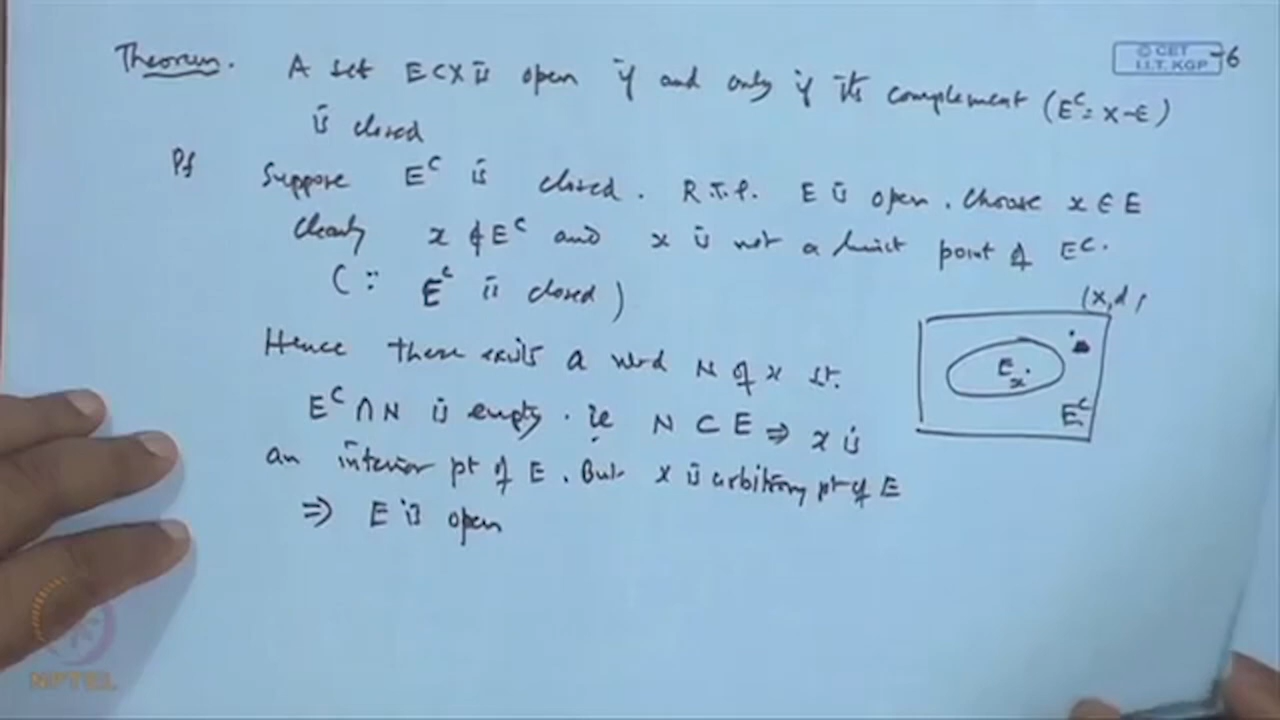 Theorem. A set E⊂X is open if and only if its complement (E^c = X-E)
is closed
Pf Suppose E^c is closed. R.T.P. E is open. Choose x ∈ E
Clearly x ∉ E^c and x is not a limit point of E^c.
(∵ E^c is closed)
Hence there exists a nbd N of x st.
E^c ∩ N is empty. ie N ⊂ E ⇒ x is
an interior pt of E. But x is arbitrary pt of E
⇒ E is open
(X,d)
E
x
E^c
© CET
I.I.T. KGP
-6
NPTEL